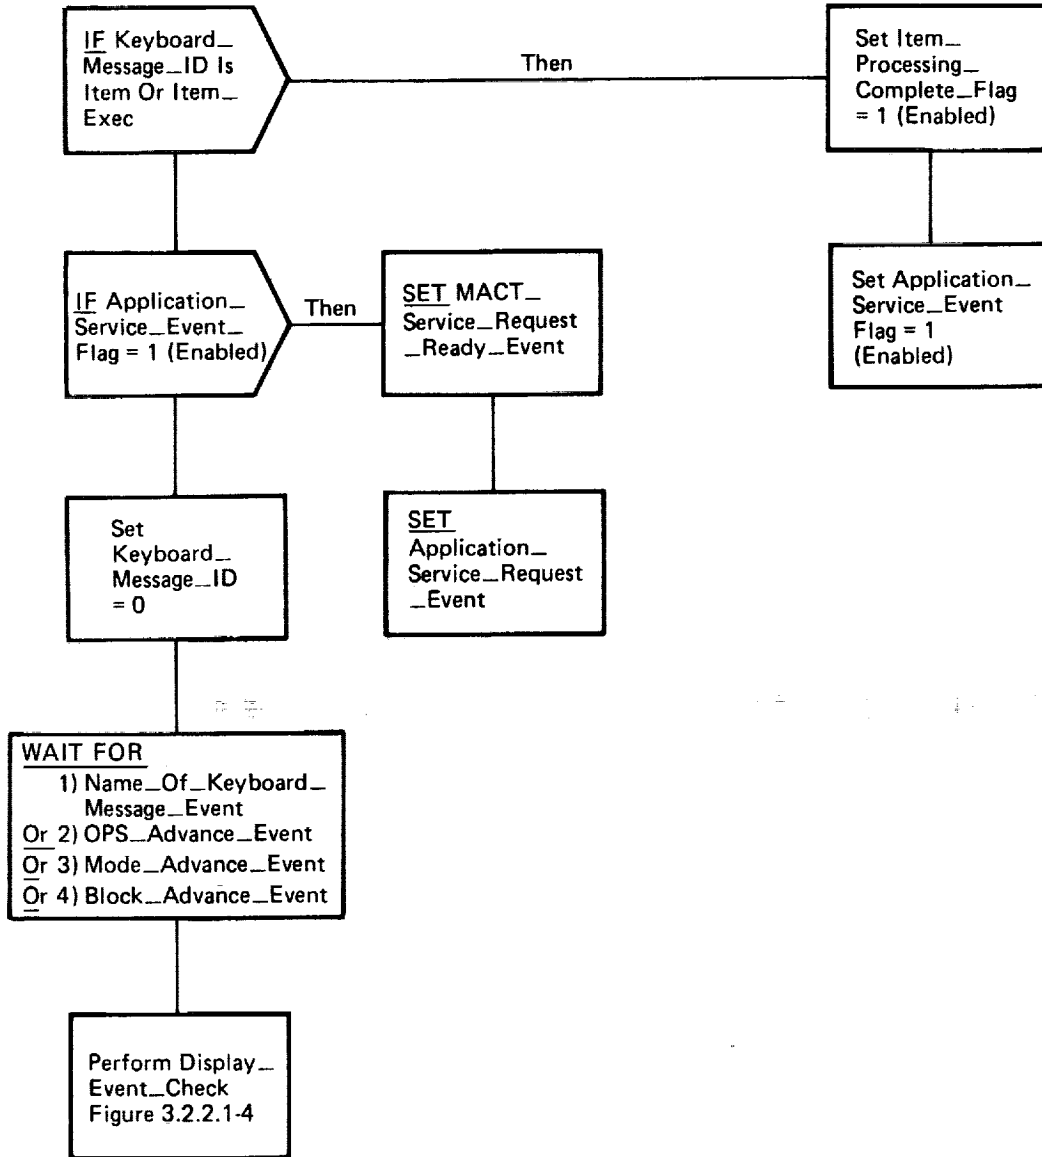 IF Keyboard_
Message_ID Is
Item Or Item_
Exec
Then
Set Item_
Processing_
Complete_Flag
= 1 (Enabled)
IF Application_
Service_Event_
Flag = 1 (Enabled)
Then
SET MACT_
Service_Request
_Ready_Event
Set Application_
Service_Event
Flag = 1
(Enabled)
Set
Keyboard_
Message_ID
= 0
SET
Application_
Service_Request
_Event
WAIT FOR
1) Name_Of_Keyboard_
Message_Event
Or 2) OPS_Advance_Event
Or 3) Mode_Advance_Event
Or 4) Block_Advance_Event
Perform Display_
Event_Check
Figure 3.2.2.1-4